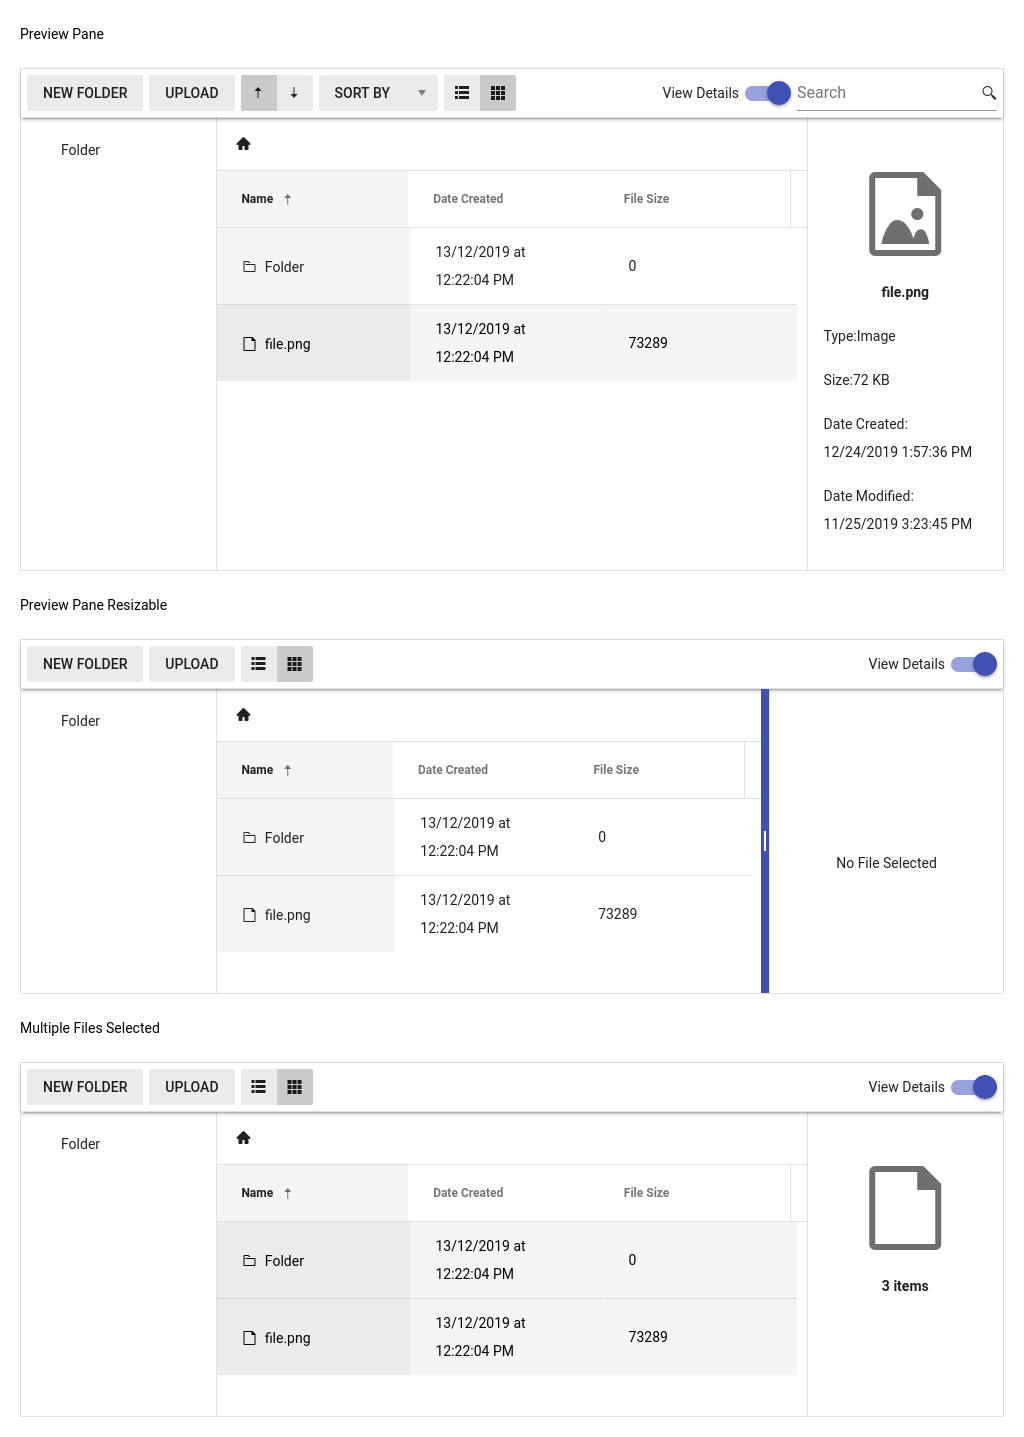 Preview Pane
NEW FOLDER UPLOAD SORT BY View Details Search
Folder
Name Date Created File Size
Folder 13/12/2019 at 12:22:04 PM 0
file.png 13/12/2019 at 12:22:04 PM 73289
file.png
Type:Image
Size:72 KB
Date Created:
12/24/2019 1:57:36 PM
Date Modified:
11/25/2019 3:23:45 PM
Preview Pane Resizable
NEW FOLDER UPLOAD View Details
Folder
Name Date Created File Size
Folder 13/12/2019 at 12:22:04 PM 0
file.png 13/12/2019 at 12:22:04 PM 73289
No File Selected
Multiple Files Selected
NEW FOLDER UPLOAD View Details
Folder
Name Date Created File Size
Folder 13/12/2019 at 12:22:04 PM 0
file.png 13/12/2019 at 12:22:04 PM 73289
3 items